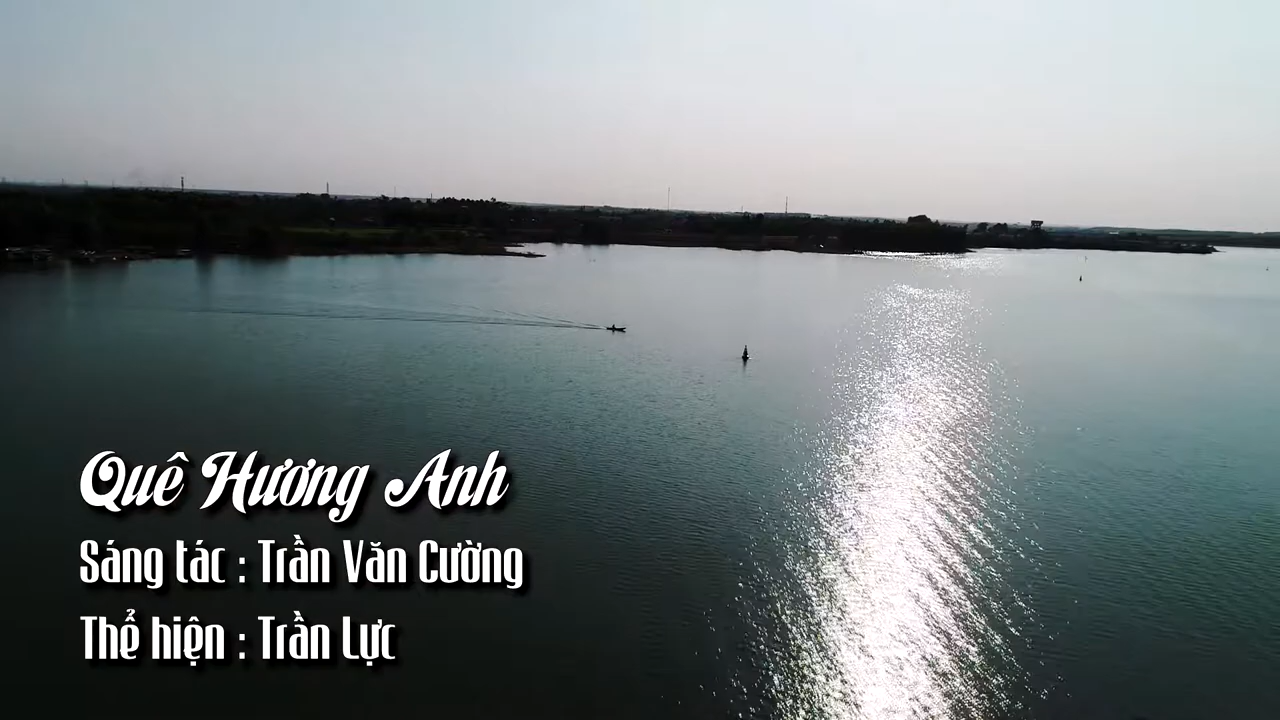 Quê Hương Anh
Sáng tác : Trần Văn Cường
Thể hiện : Trần Lực